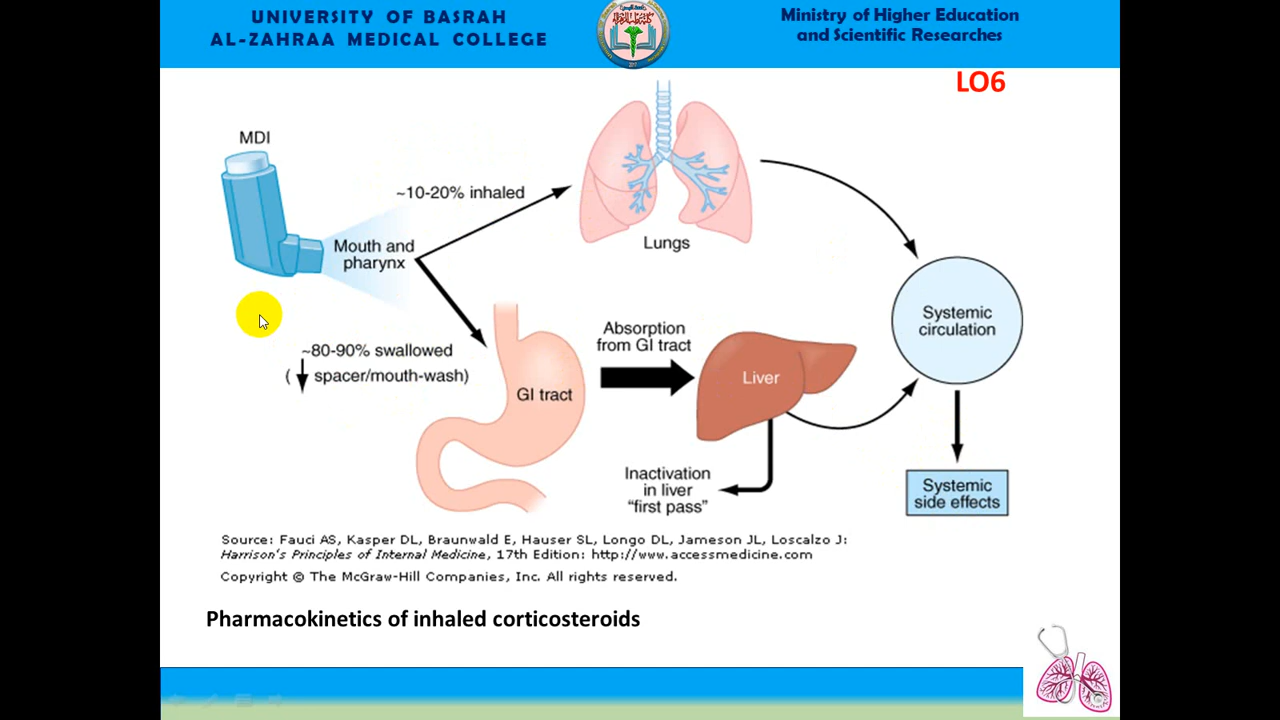 UNIVERSITY OF BASRAH
AL-ZAHRAA MEDICAL COLLEGE
Ministry of Higher Education
and Scientific Researches
LO6
MDI
~10-20% inhaled
Mouth and
pharynx
Lungs
Systemic
circulation
~80-90% swallowed
( ↓ spacer/mouth-wash)
GI tract
Absorption
from GI tract
Liver
Inactivation
in liver
"first pass"
Systemic
side effects
Source: Fauci AS, Kasper DL, Braunwald E, Hauser SL, Longo DL, Jameson JL, Loscalzo J:
Harrison's Principles of Internal Medicine, 17th Edition: http://www.accessmedicine.com
Copyright © The McGraw-Hill Companies, Inc. All rights reserved.
Pharmacokinetics of inhaled corticosteroids